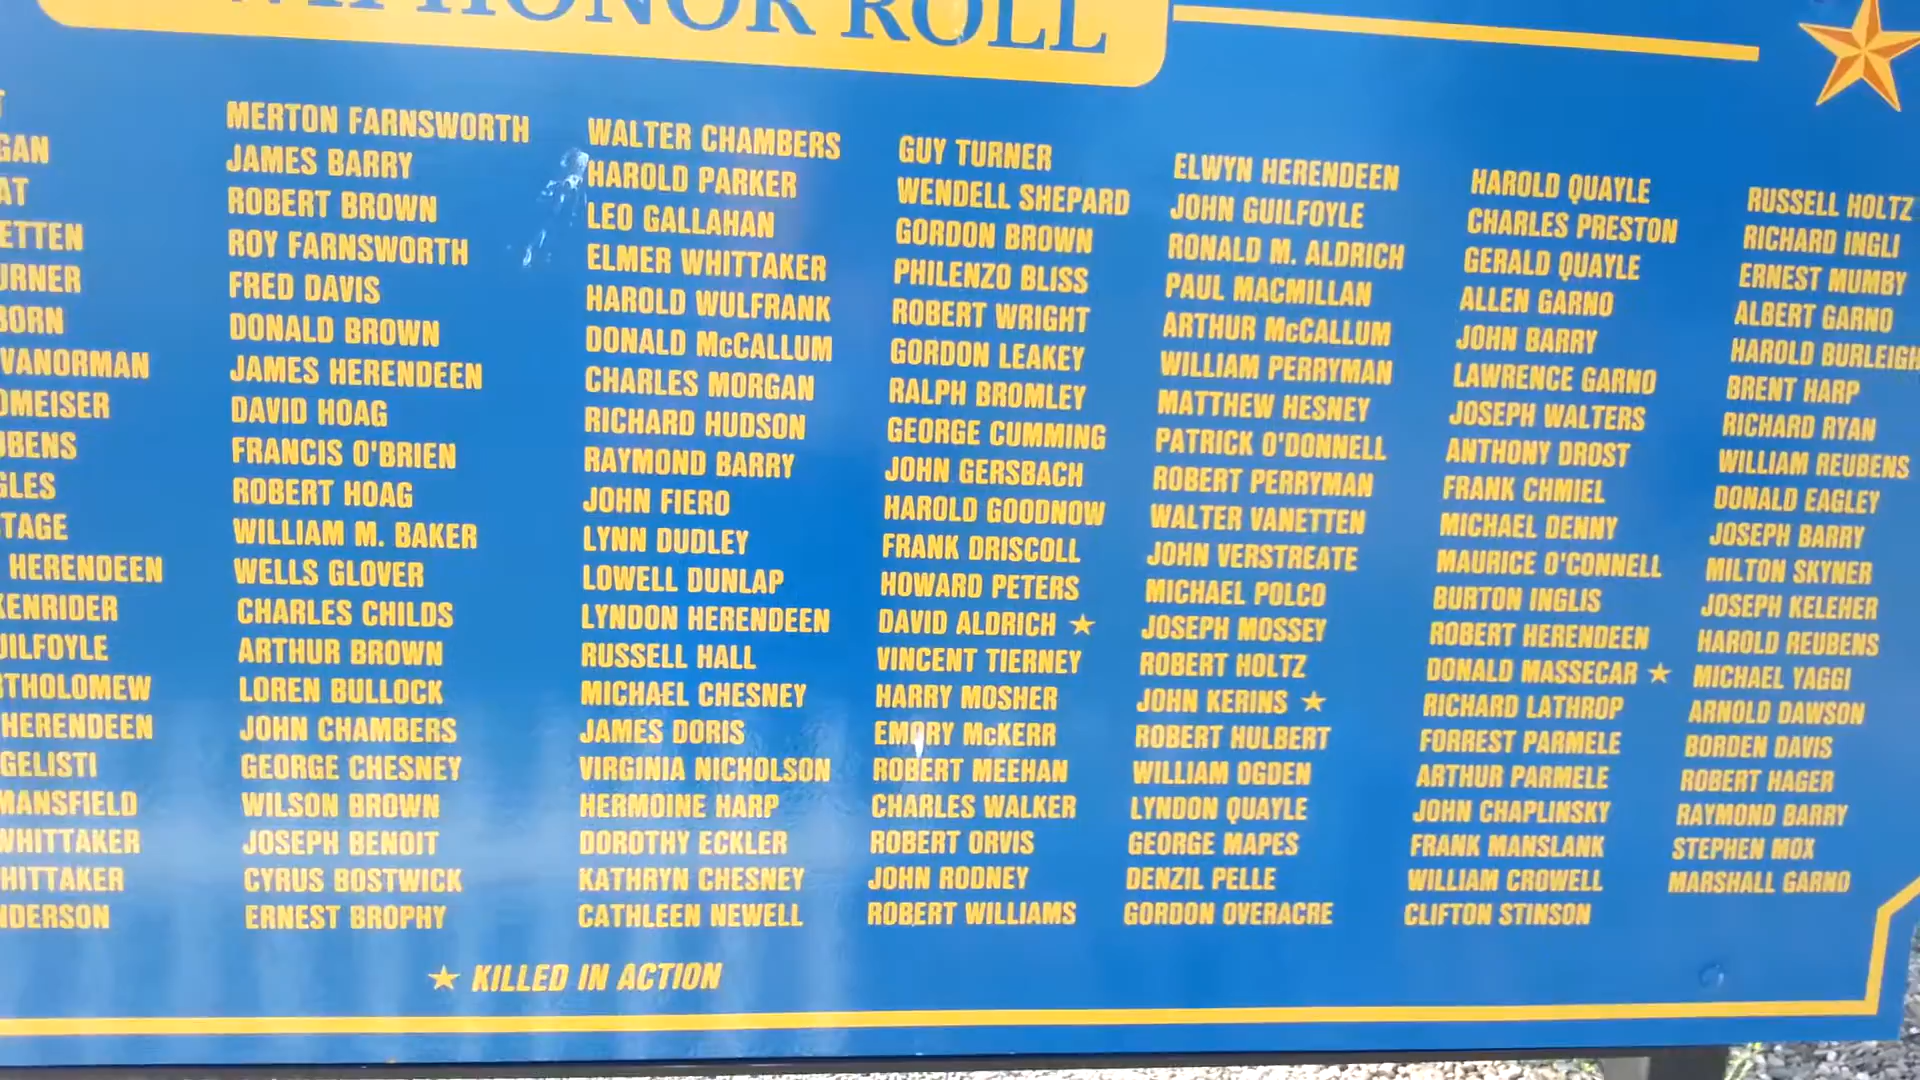 HONOR ROLL
VANORMAN
HERENDEEN
HERENDEEN
MANSFIELD
WHITTAKER
MERTON FARNSWORTH
JAMES BARRY
ROBERT BROWN
ROY FARNSWORTH
FRED DAVIS
DONALD BROWN
JAMES HERENDEEN
DAVID HOAG
FRANCIS O'BRIEN
ROBERT HOAG
WILLIAM M. BAKER
WELLS GLOVER
CHARLES CHILDS
ARTHUR BROWN
LOREN BULLOCK
JOHN CHAMBERS
GEORGE CHESNEY
WILSON BROWN
JOSEPH BENOIT
CYRUS BOSTWICK
ERNEST BROPHY
WALTER CHAMBERS
HAROLD PARKER
LEO GALLAHAN
ELMER WHITTAKER
HAROLD WULFRANK
DONALD McCALLUM
CHARLES MORGAN
RICHARD HUDSON
RAYMOND BARRY
JOHN FIERO
LYNN DUDLEY
LOWELL DUNLAP
LYNDON HERENDEEN
RUSSELL HALL
MICHAEL CHESNEY
JAMES DORIS
VIRGINIA NICHOLSON
HERMOINE HARP
DOROTHY ECKLER
KATHRYN CHESNEY
CATHLEEN NEWELL
GUY TURNER
WENDELL SHEPARD
GORDON BROWN
PHILENZO BLISS
ROBERT WRIGHT
GORDON LEAKEY
RALPH BROMLEY
GEORGE CUMMING
JOHN GERSBACH
HAROLD GOODNOW
FRANK DRISCOLL
HOWARD PETERS
DAVID ALDRICH ★
VINCENT TIERNEY
HARRY MOSHER
EMORY McKERR
ROBERT MEEHAN
CHARLES WALKER
ROBERT ORVIS
JOHN RODNEY
ROBERT WILLIAMS
ELWYN HERENDEEN
JOHN GUILFOYLE
RONALD M. ALDRICH
PAUL MACMILLAN
ARTHUR McCALLUM
WILLIAM PERRYMAN
MATTHEW HESNEY
PATRICK O'DONNELL
ROBERT PERRYMAN
WALTER VANETTEN
JOHN VERSTREATE
MICHAEL POLCO
JOSEPH MOSSEY
ROBERT HOLTZ
JOHN KERINS ★
ROBERT HULBERT
WILLIAM OGDEN
LYNDON QUAYLE
GEORGE MAPES
DENZIL PELLE
GORDON OVERACRE
HAROLD QUAYLE
CHARLES PRESTON
GERALD QUAYLE
ALLEN GARNO
JOHN BARRY
LAWRENCE GARNO
JOSEPH WALTERS
ANTHONY DROST
FRANK CHMIEL
MICHAEL DENNY
MAURICE O'CONNELL
BURTON INGLIS
ROBERT HERENDEEN
DONALD MASSECAR ★
RICHARD LATHROP
FORREST PARMELE
ARTHUR PARMELE
JOHN CHAPLINSKY
FRANK MANSLANK
WILLIAM CROWELL
CLIFTON STINSON
RUSSELL HOLTZ
RICHARD INGLI
ERNEST MUMBY
ALBERT GARNO
HAROLD BURLEIGH
BRENT HARP
RICHARD RYAN
WILLIAM REUBENS
DONALD EAGLEY
JOSEPH BARRY
MILTON SKYNER
JOSEPH KELEHER
HAROLD REUBENS
MICHAEL YAGGI
ARNOLD DAWSON
BORDEN DAVIS
ROBERT HAGER
RAYMOND BARRY
STEPHEN MOX
MARSHALL GARNO
★ KILLED IN ACTION